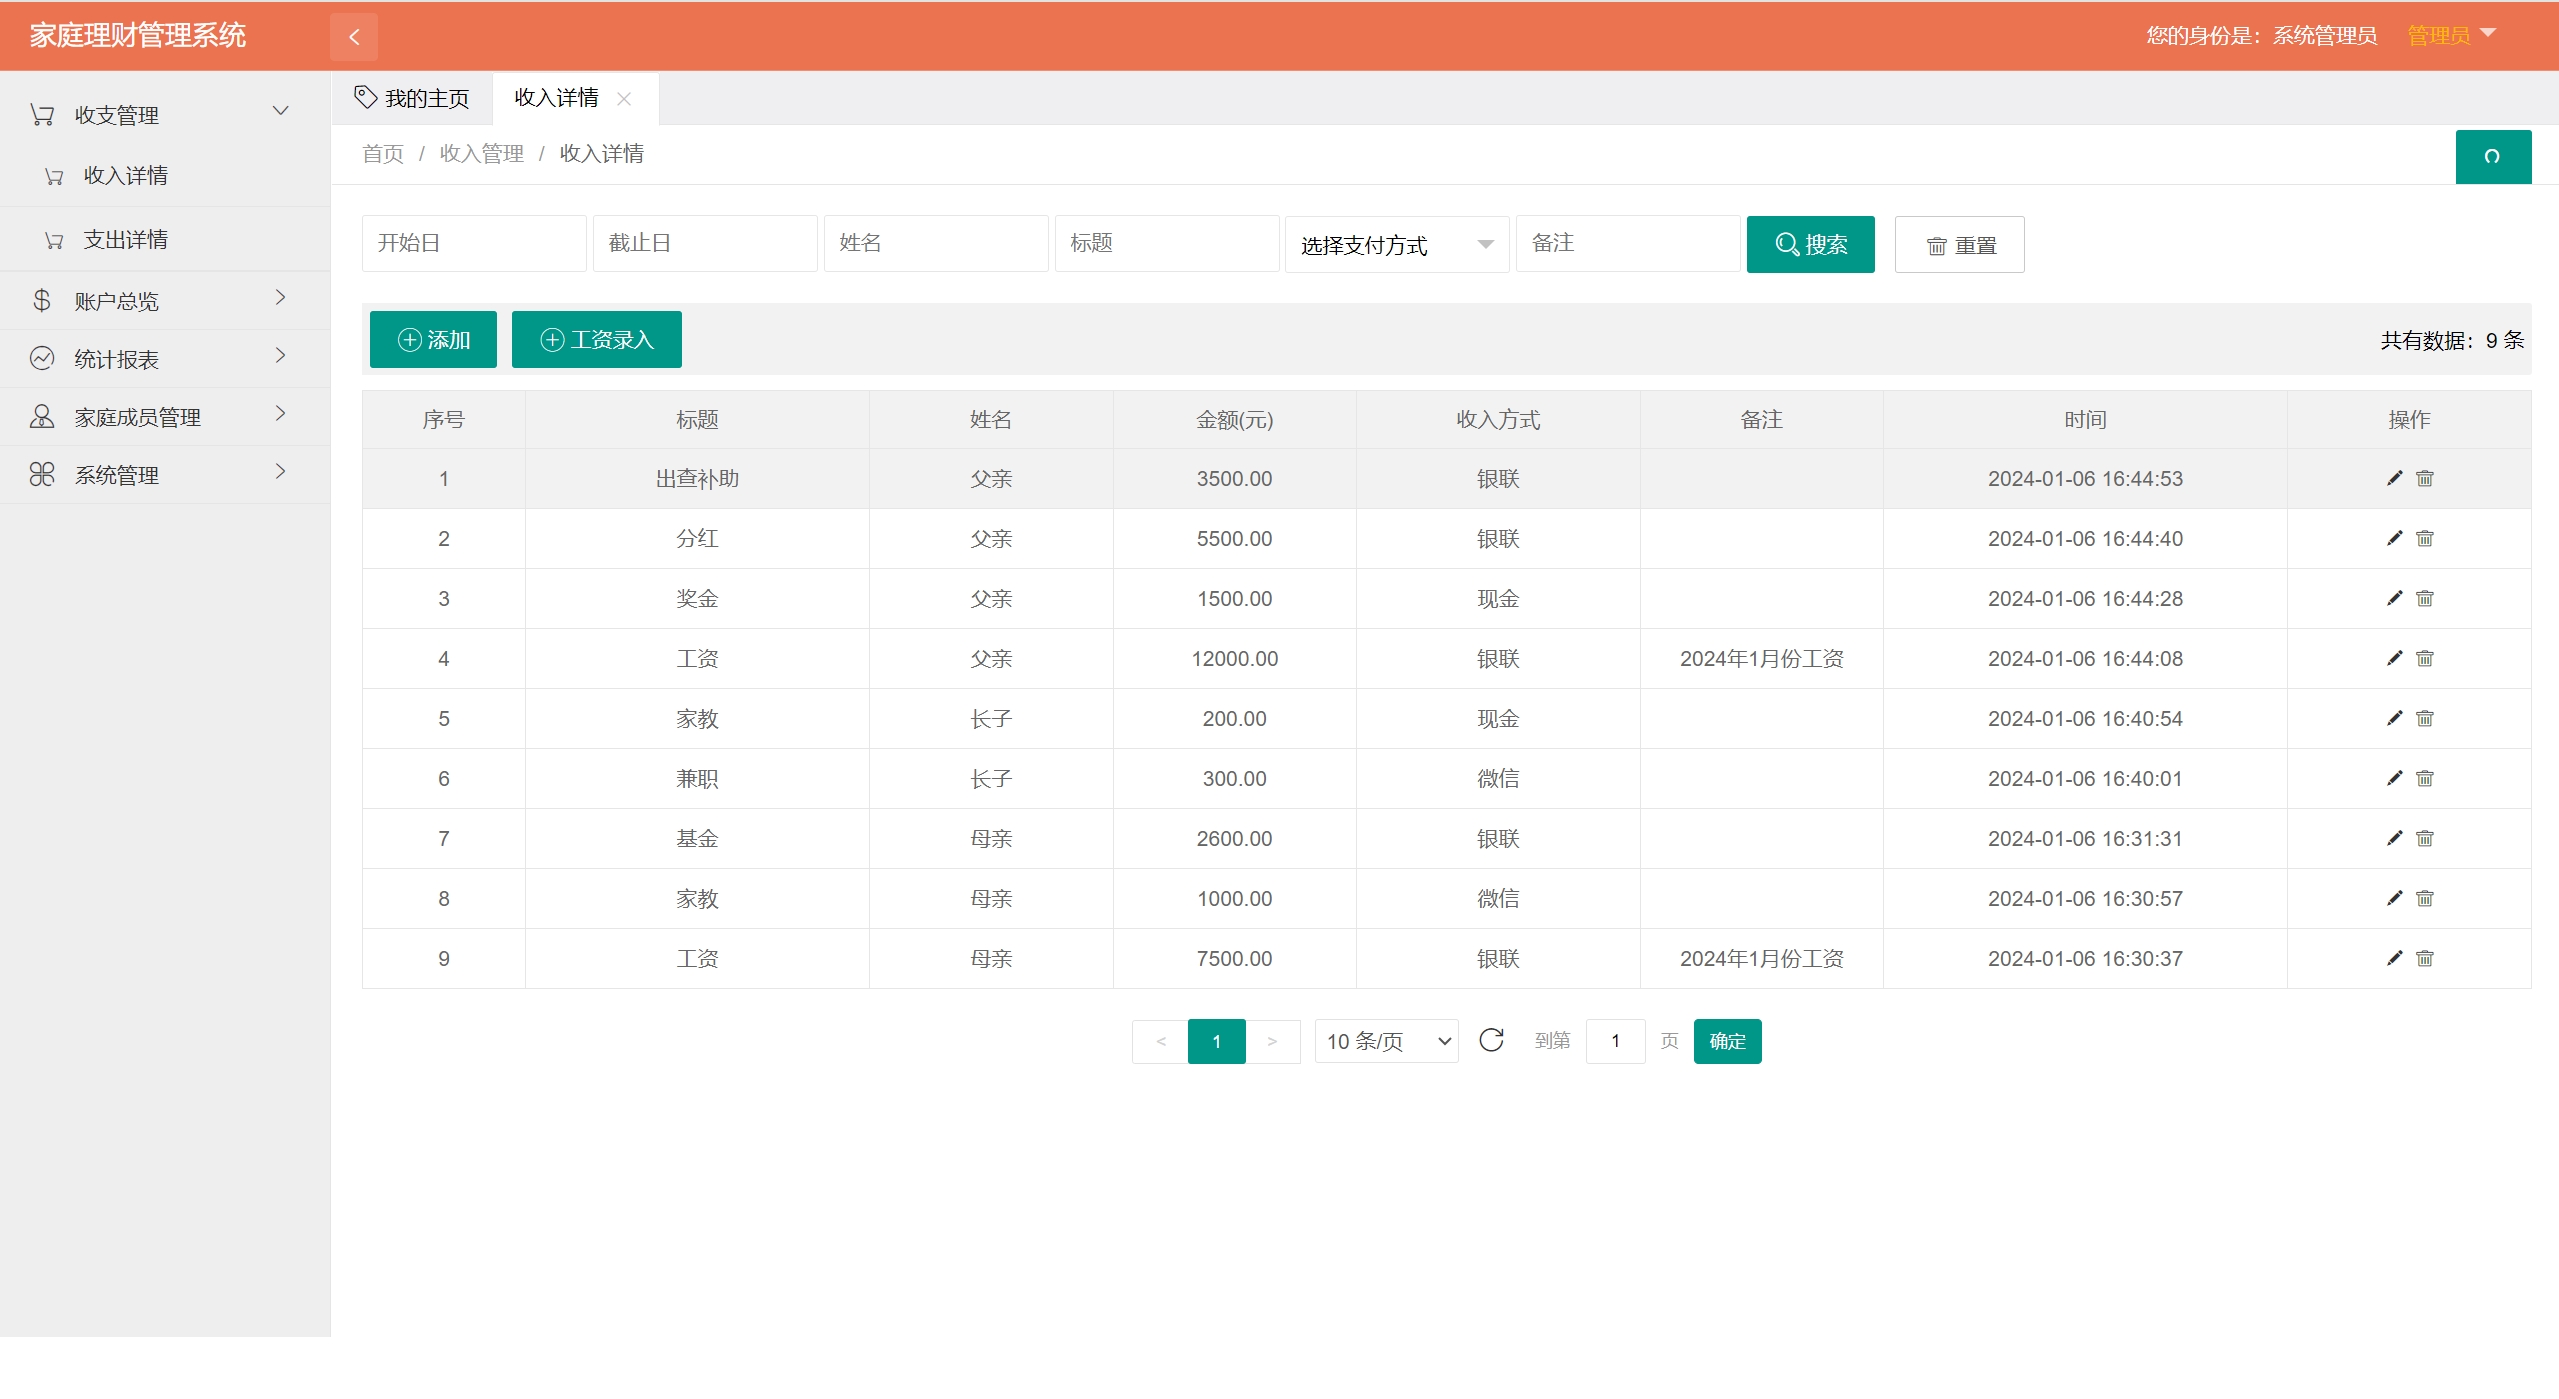 家庭理财管理系统
您的身份是：系统管理员 管理员
收支管理
收入详情
支出详情
账户总览
统计报表
家庭成员管理
系统管理
我的主页 收入详情
首页 / 收入管理 / 收入详情
开始日 截止日 姓名 标题 选择支付方式 备注 搜索 重置
添加 工资录入 共有数据：9 条
序号 标题 姓名 金额(元) 收入方式 备注 时间 操作
1 出查补助 父亲 3500.00 银联 2024-01-06 16:44:53
2 分红 父亲 5500.00 银联 2024-01-06 16:44:40
3 奖金 父亲 1500.00 现金 2024-01-06 16:44:28
4 工资 父亲 12000.00 银联 2024年1月份工资 2024-01-06 16:44:08
5 家教 长子 200.00 现金 2024-01-06 16:40:54
6 兼职 长子 300.00 微信 2024-01-06 16:40:01
7 基金 母亲 2600.00 银联 2024-01-06 16:31:31
8 家教 母亲 1000.00 微信 2024-01-06 16:30:57
9 工资 母亲 7500.00 银联 2024年1月份工资 2024-01-06 16:30:37
< 1 > 10 条/页 到第 1 页 确定